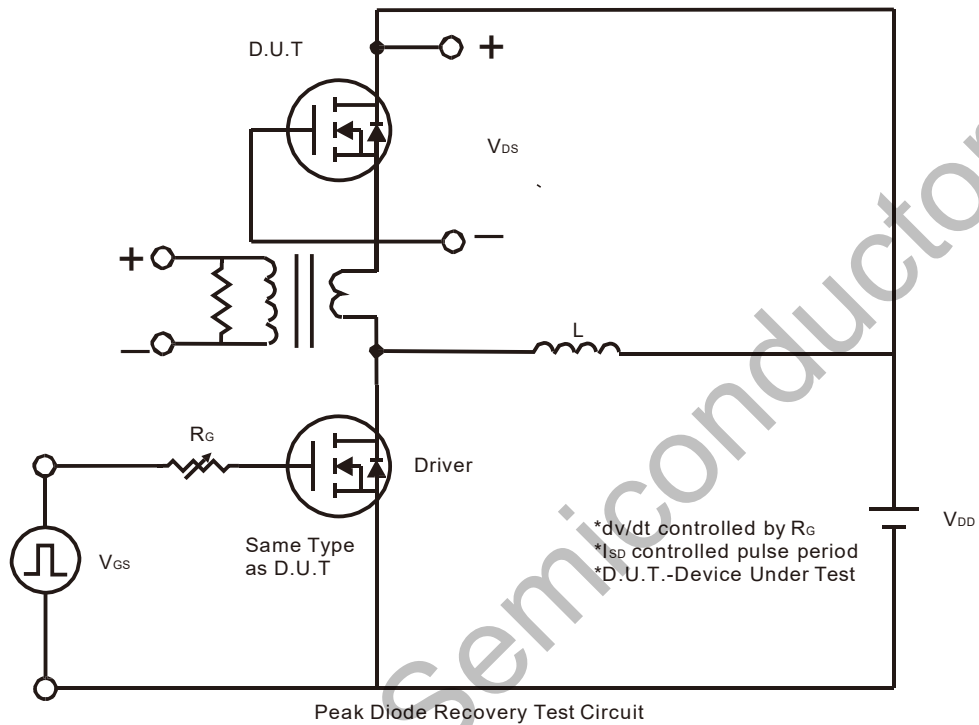 D.U.T
+
VDS
−
+
−
L
RG
Driver
VGS
Same Type
as D.U.T
*dv/dt controlled by RG
*ISD controlled pulse period
*D.U.T.-Device Under Test
VDD
Semiconductor
Peak Diode Recovery Test Circuit